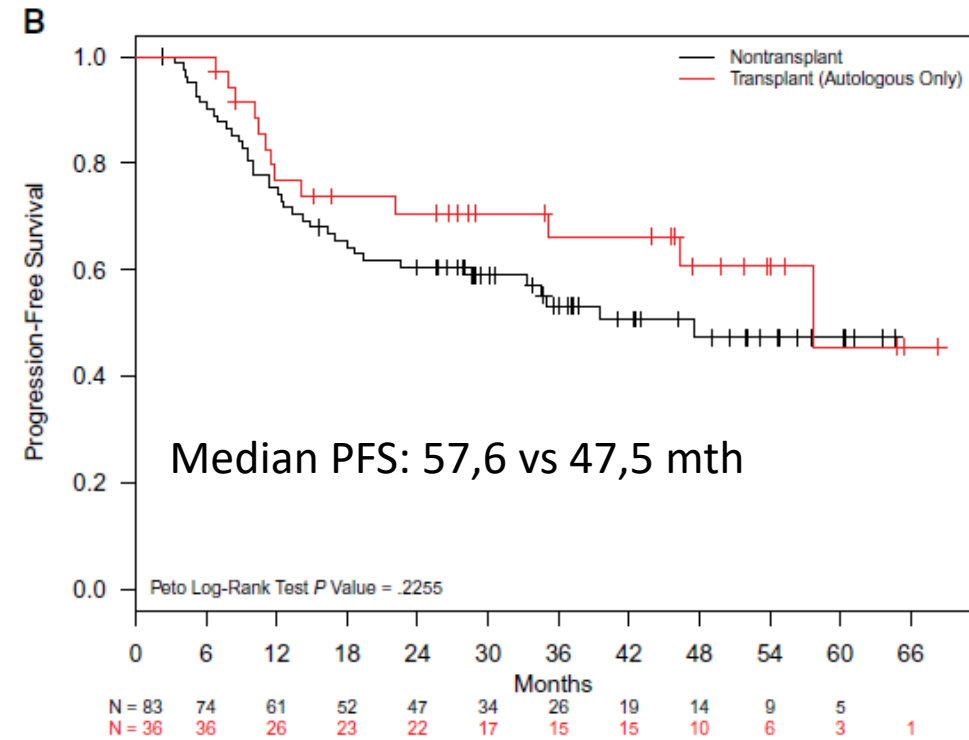 B
Nontransplant
Transplant (Autologous Only)
Progression-Free Survival
1.0
0.8
0.6
0.4
0.2
0.0
Median PFS: 57,6 vs 47,5 mth
Peto Log-Rank Test P Value = .2255
0 6 12 18 24 30 36 42 48 54 60 66
Months
N = 83 74 61 52 47 34 26 19 14 9 5
N = 36 36 26 23 22 17 15 15 10 6 3 1